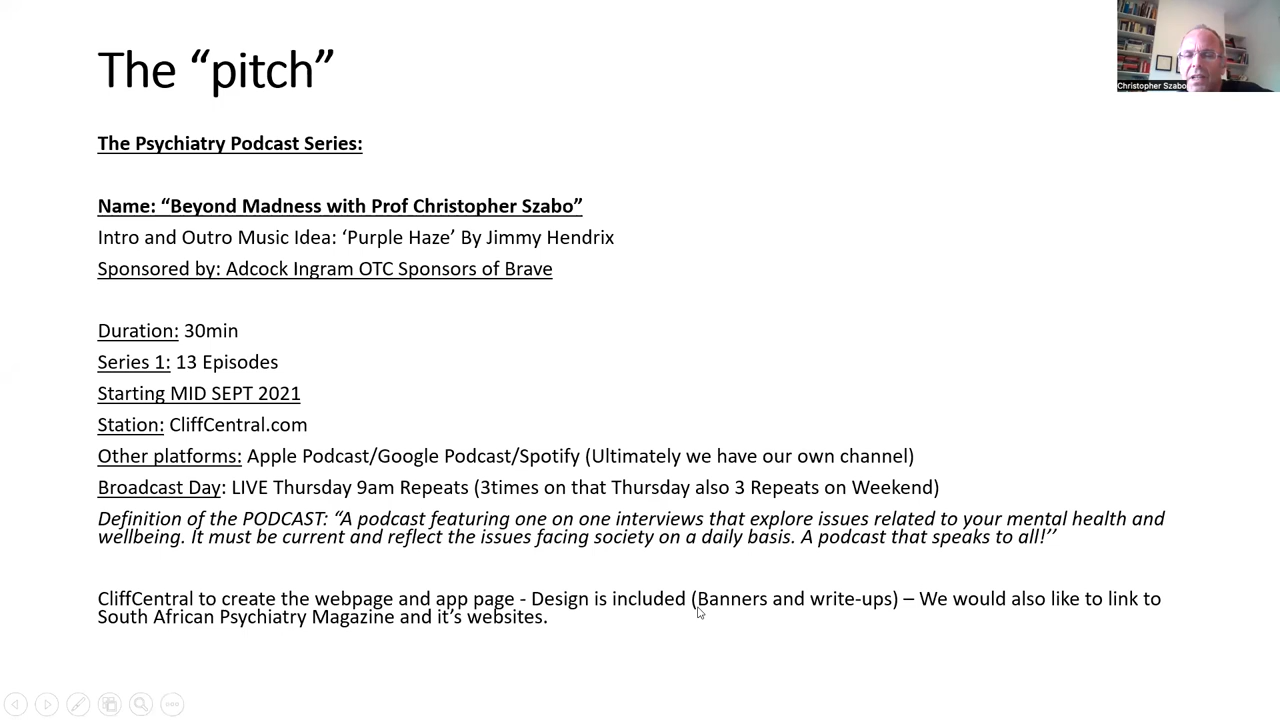 The “pitch”
Christopher Szabo
The Psychiatry Podcast Series:
Name: “Beyond Madness with Prof Christopher Szabo”
Intro and Outro Music Idea: ‘Purple Haze’ By Jimmy Hendrix
Sponsored by: Adcock Ingram OTC Sponsors of Brave
Duration: 30min
Series 1: 13 Episodes
Starting MID SEPT 2021
Station: CliffCentral.com
Other platforms: Apple Podcast/Google Podcast/Spotify (Ultimately we have our own channel)
Broadcast Day: LIVE Thursday 9am Repeats (3times on that Thursday also 3 Repeats on Weekend)
Definition of the PODCAST: “A podcast featuring one on one interviews that explore issues related to your mental health and
wellbeing. It must be current and reflect the issues facing society on a daily basis. A podcast that speaks to all!’’
CliffCentral to create the webpage and app page - Design is included (Banners and write-ups) – We would also like to link to
South African Psychiatry Magazine and it’s websites.